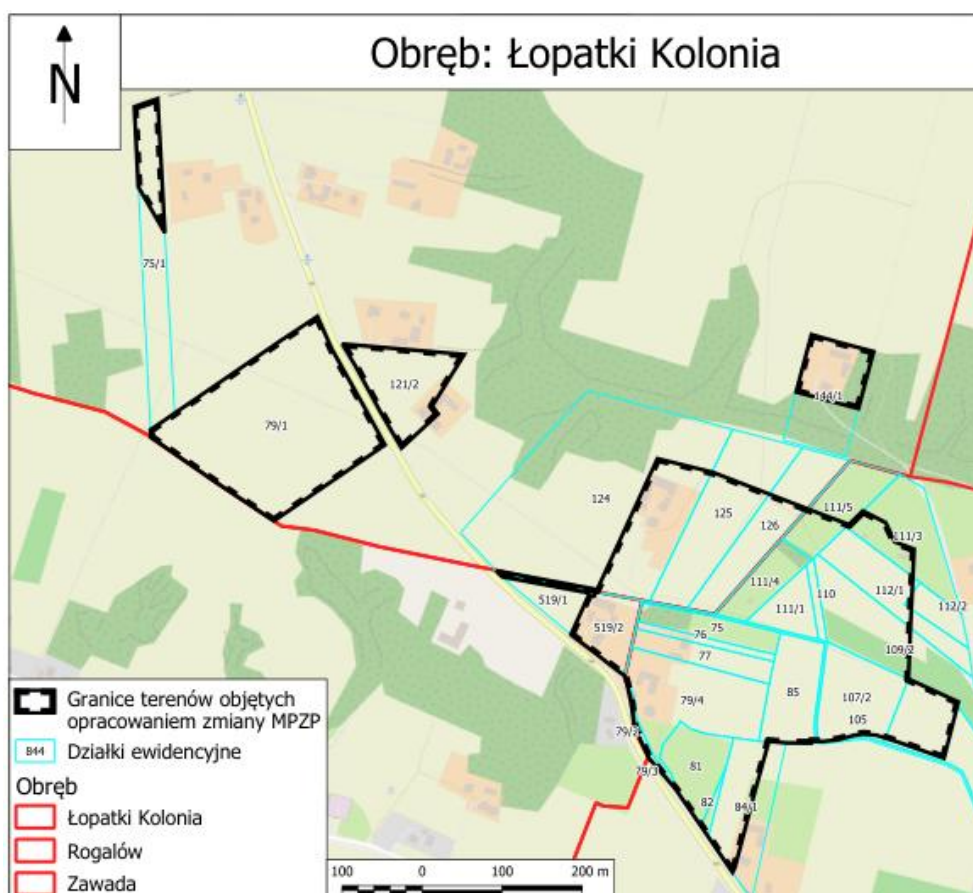 N
Obręb: Łopatki Kolonia
75/1
79/1
121/2
144/1
124
125
126
111/5
111/3
111/4
111/1
110
112/1
112/2
109/2
519/1
519/2
75
76
77
79/4
85
107/2
105
79/2
79/3
81
82
84/1
Granice terenów objętych
opracowaniem zmiany MPZP
844 Działki ewidencyjne
Obręb
Łopatki Kolonia
Rogalów
Zawada
100 0 100 200 m